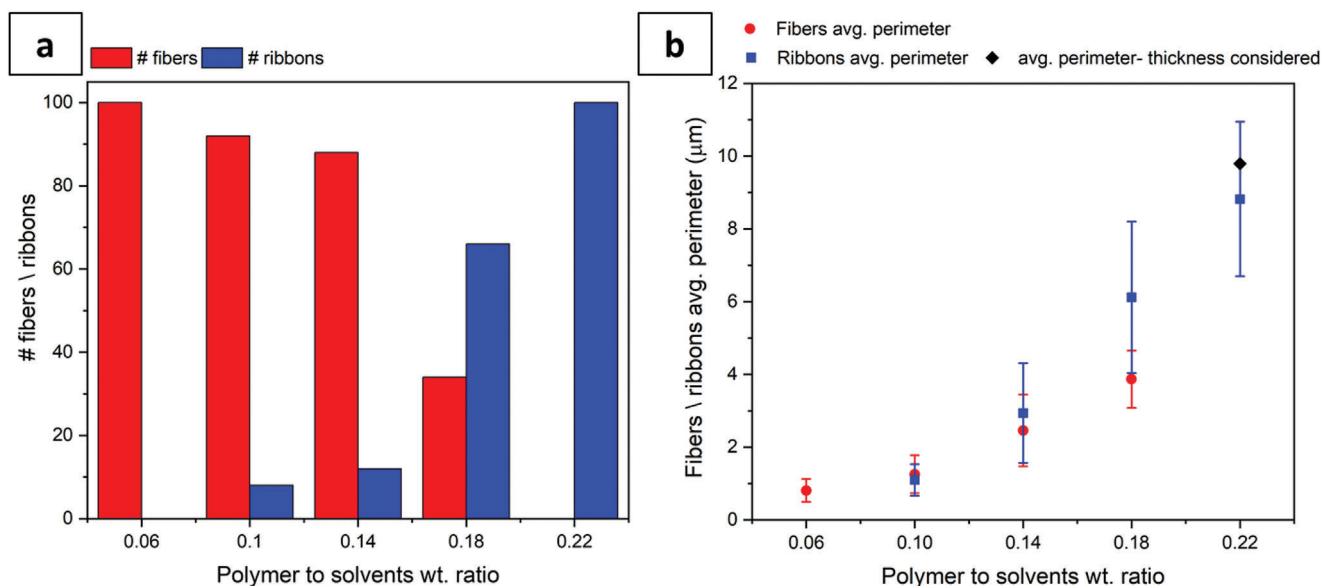 a
# fibers # ribbons
# fibers \ ribbons
100
80
60
40
20
0
0.06 0.1 0.14 0.18 0.22
Polymer to solvents wt. ratio
b
Fibers avg. perimeter
Ribbons avg. perimeter avg. perimeter- thickness considered
Fibers \ ribbons avg. perimeter (μm)
12
10
8
6
4
2
0
0.06 0.10 0.14 0.18 0.22
Polymer to solvents wt. ratio